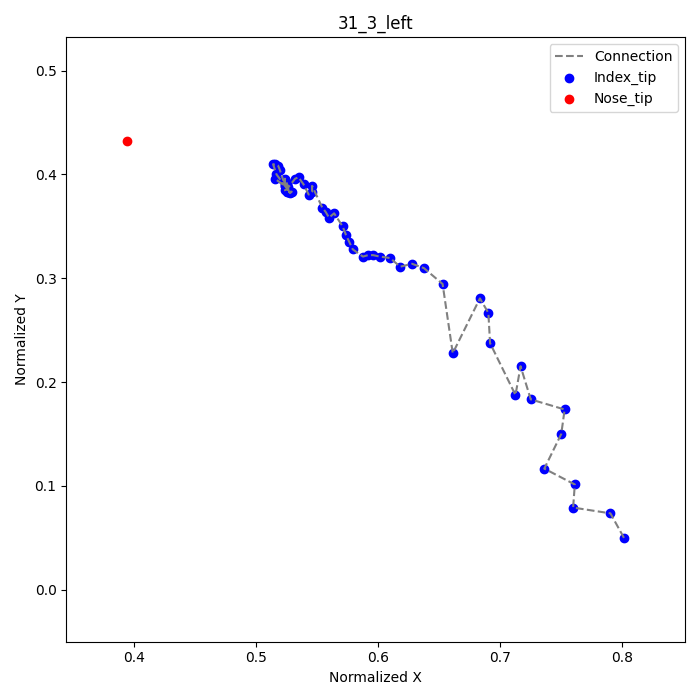 31_3_left
Connection
Index_tip
Nose_tip
0.5
0.4
0.3
0.2
0.1
0.0
Normalized Y
0.4 0.5 0.6 0.7 0.8
Normalized X